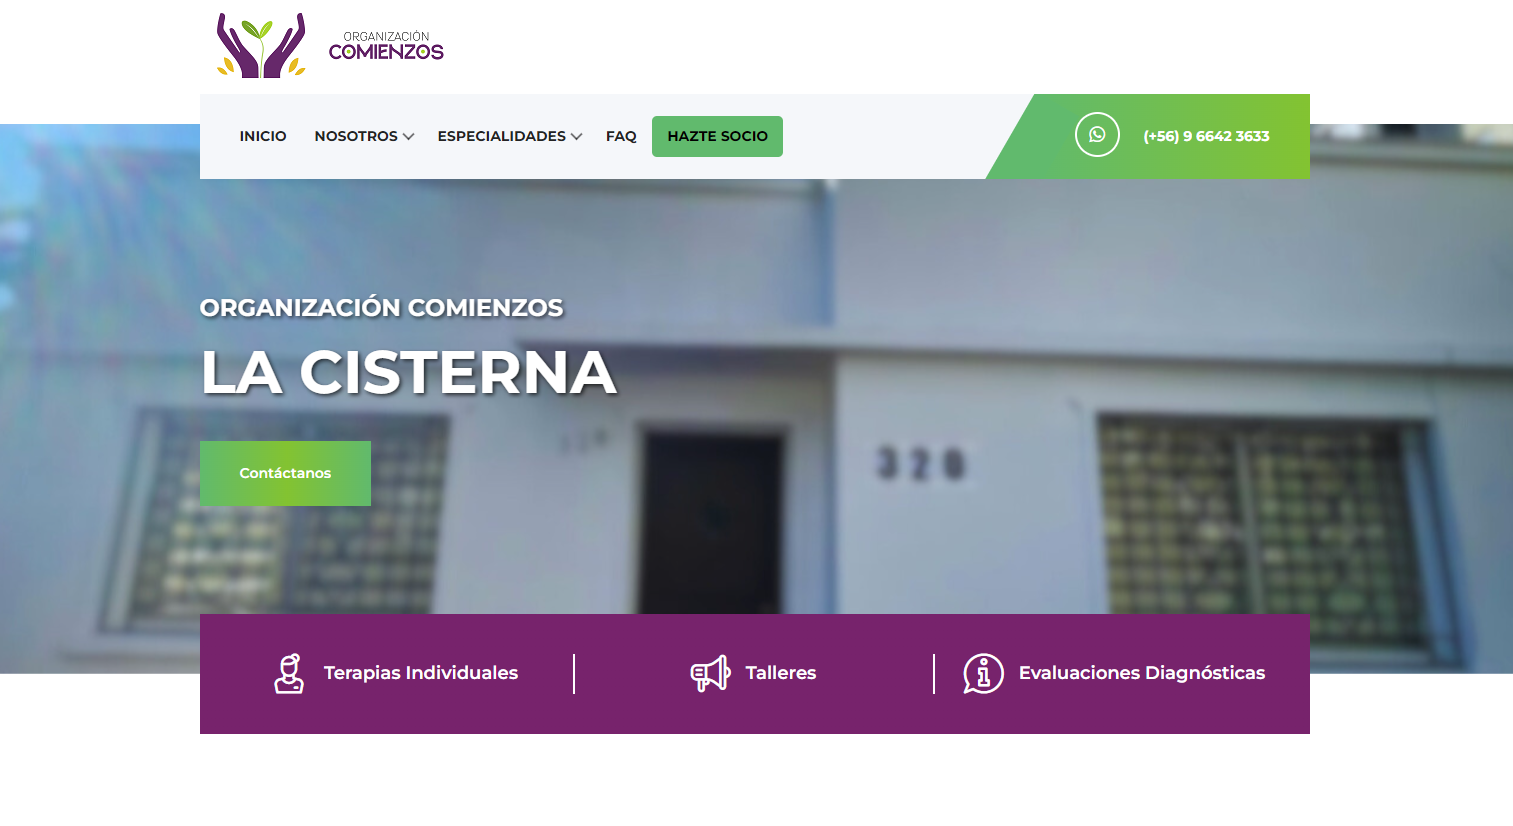 ORGANIZACIÓN
COMIENZOS
INICIO NOSOTROS ESPECIALIDADES FAQ HAZTE SOCIO (+56) 9 6642 3633
ORGANIZACIÓN COMIENZOS
LA CISTERNA
320
Contáctanos
Terapias Individuales Talleres Evaluaciones Diagnósticas